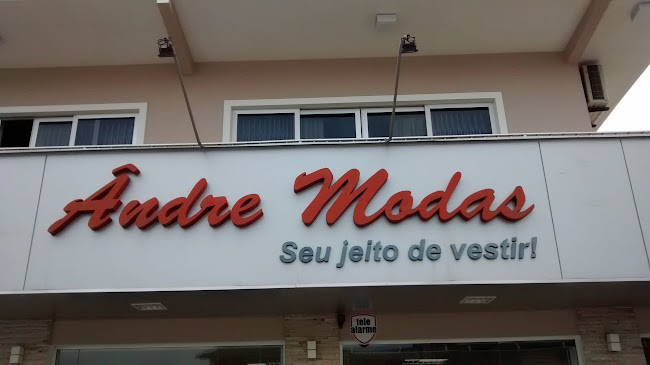 Ândre Modas
Seu jeito de vestir!
tele
alarme